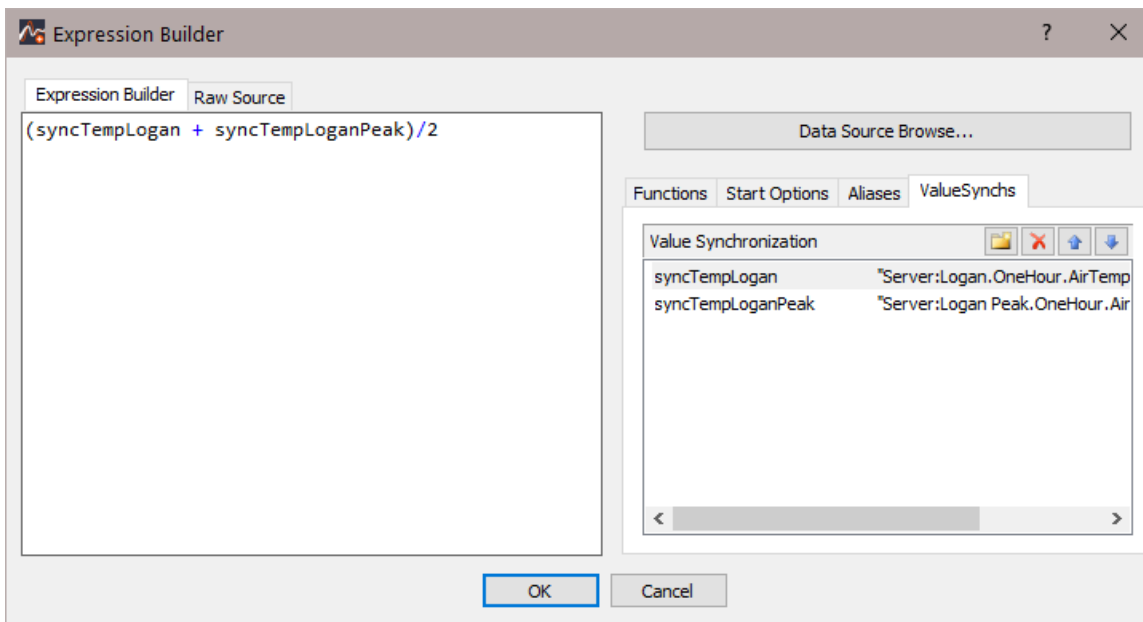 Expression Builder ?
Expression Builder Raw Source
(syncTempLogan + syncTempLoganPeak)/2
Data Source Browse...
Functions Start Options Aliases ValueSynchs
Value Synchronization
syncTempLogan "Server:Logan.OneHour.AirTemp
syncTempLoganPeak "Server:Logan Peak.OneHour.Air
OK Cancel